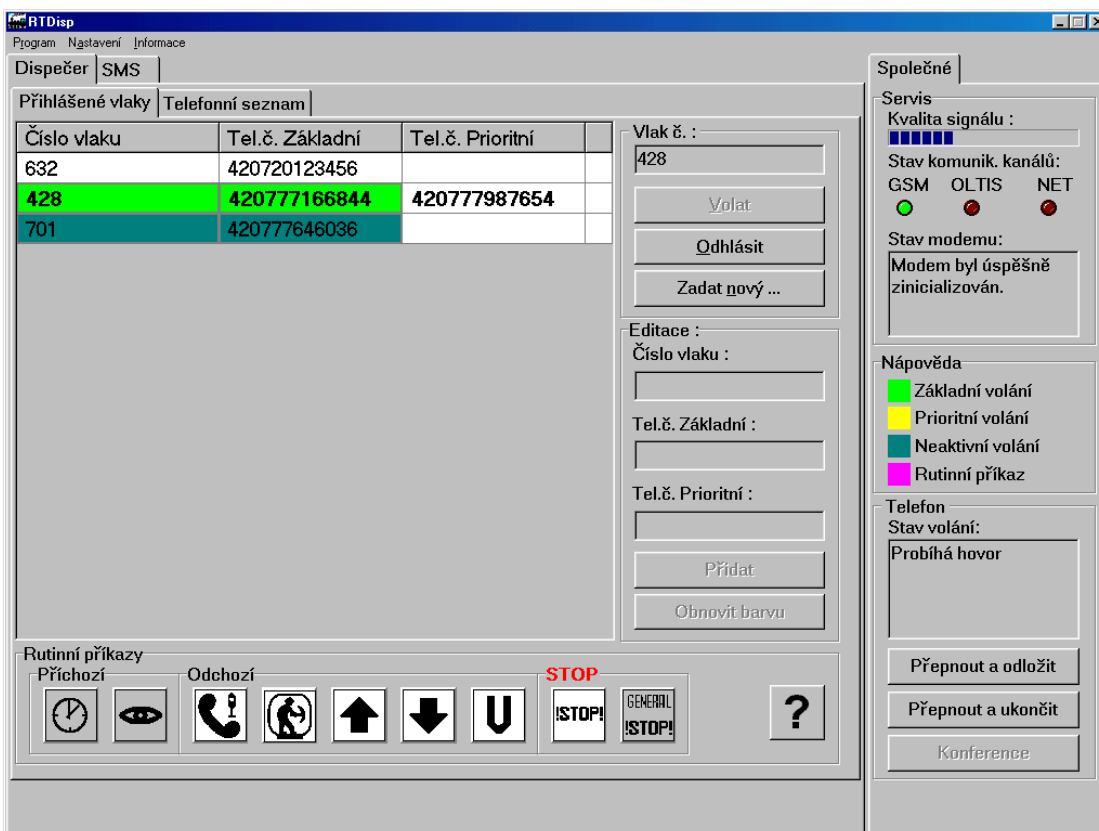 RTDisp
Program Nastavení Informace
Dispečer SMS
Přihlášené vlaky Telefonní seznam
Číslo vlaku Tel.č. Základní Tel.č. Prioritní
632 420720123456
428 420777166844 420777987654
701 420777646036
Vlak č. :
428
Volat
Odhlásit
Zadat nový ...
Editace :
Číslo vlaku :
Tel.č. Základní :
Tel.č. Prioritní :
Přidat
Obnovit barvu
Rutinní příkazy
Příchozí Odchozí STOP
U !STOP! GENERAL !STOP! ?
Společné
Servis
Kvalita signálu :
Stav komunik. kanálů:
GSM OLTIS NET
Stav modemu:
Modem byl úspěšně
zinicializován.
Nápověda
Základní volání
Prioritní volání
Neaktivní volání
Rutinní příkaz
Telefon
Stav volání:
Probíhá hovor
Přepnout a odložit
Přepnout a ukončit
Konference